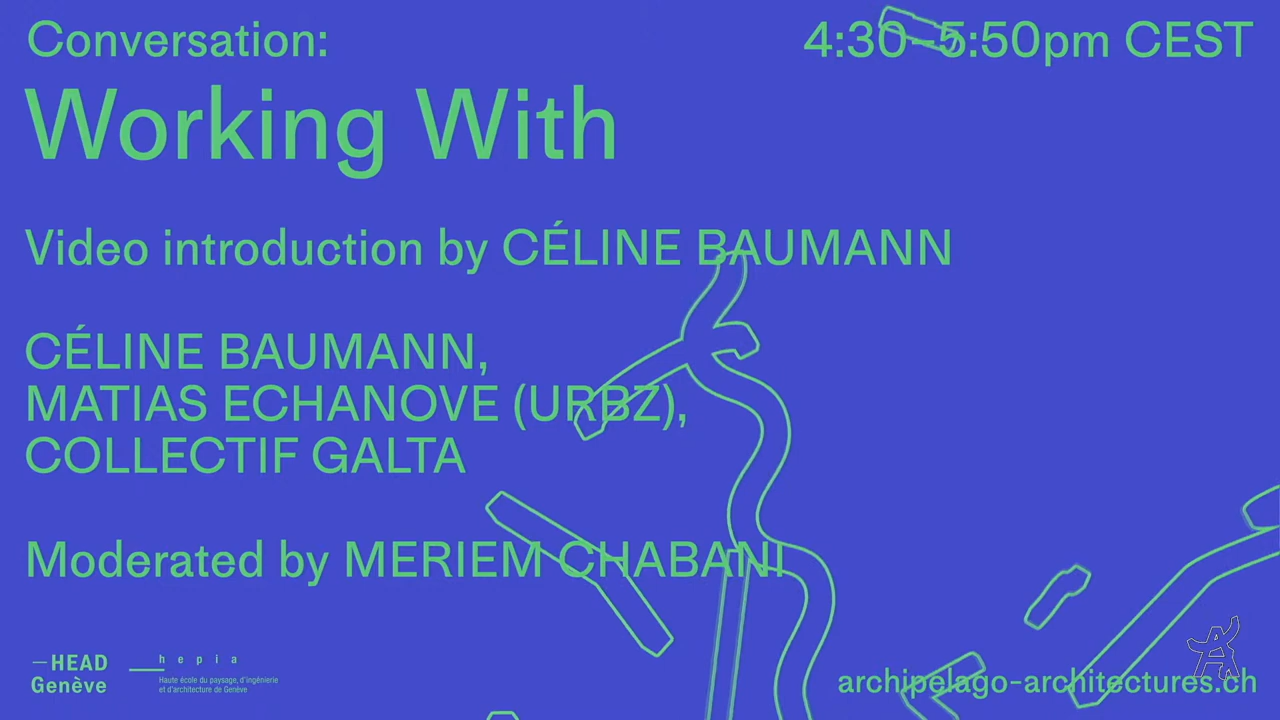 Conversation:
4:30–5:50pm CEST
Working With
Video introduction by CÉLINE BAUMANN
CÉLINE BAUMANN,
MATIAS ECHANOVE (URBZ),
COLLECTIF GALTA
Moderated by MERIEM CHABANI
—HEAD
Genève
hepia
Haute école du paysage, d'ingénierie
et d'architecture de Genève
archipelago-architectures.ch